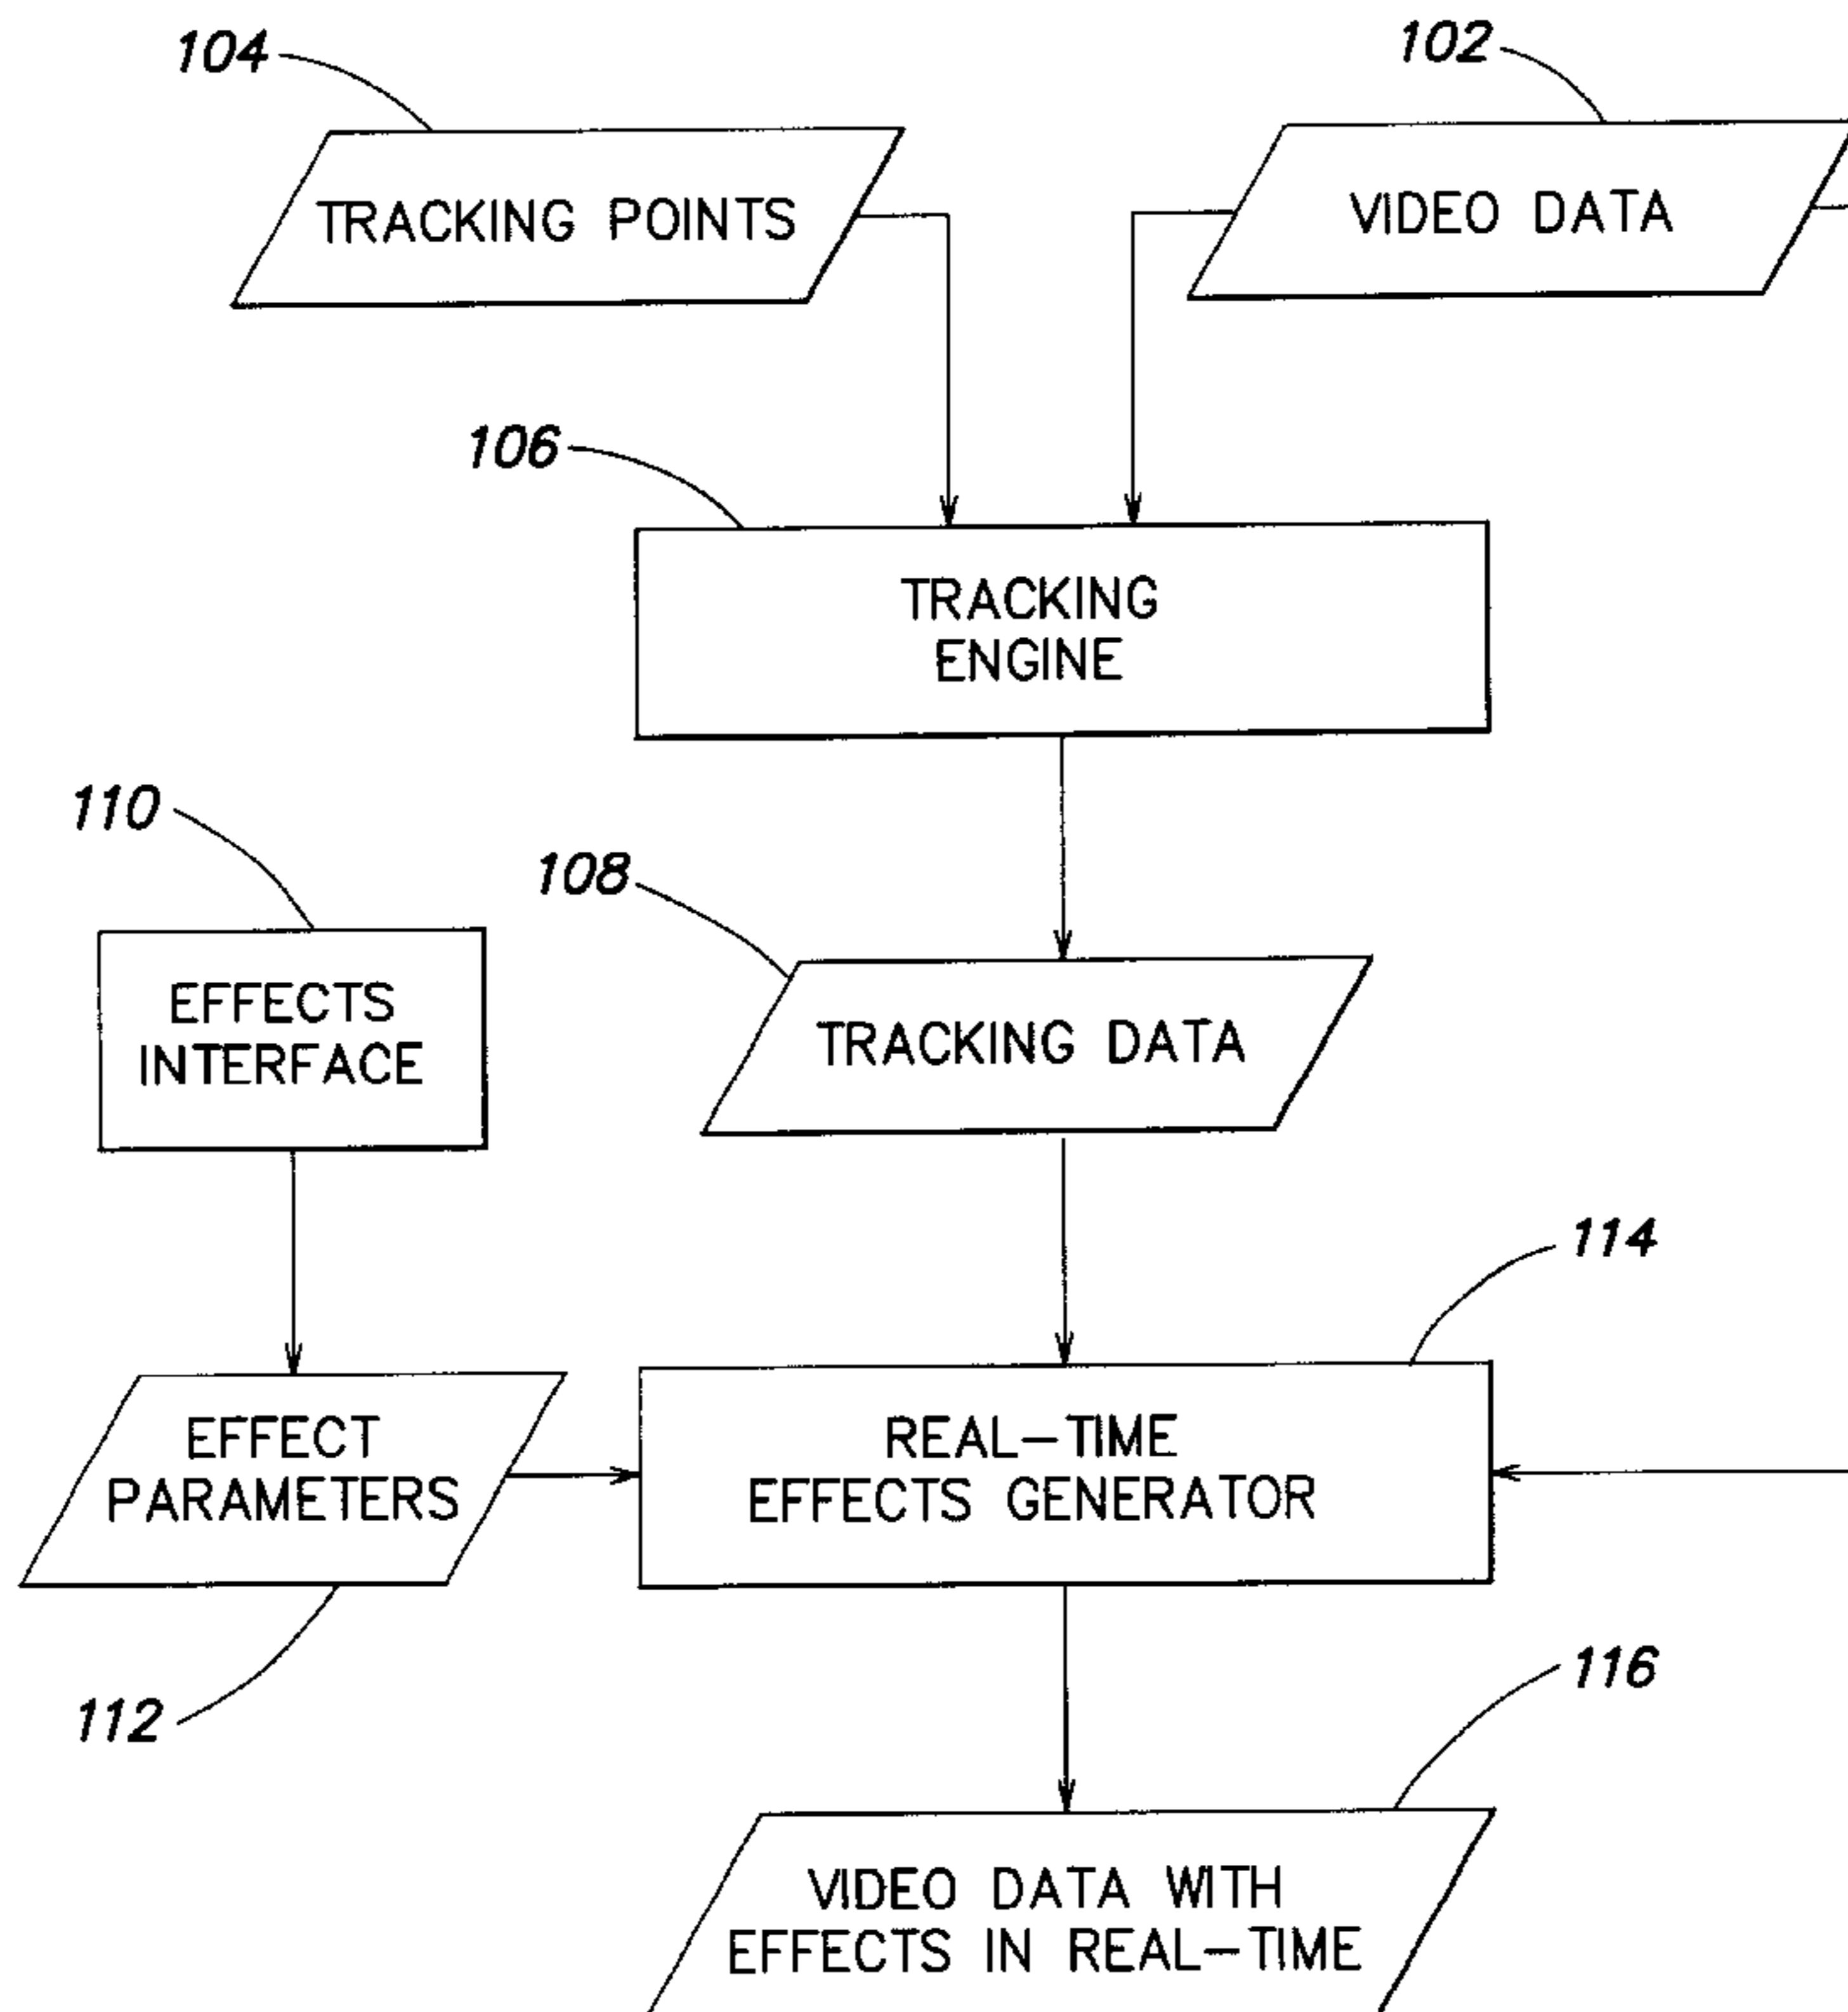 104
102
TRACKING POINTS
VIDEO DATA
106
TRACKING
ENGINE
110
108
EFFECTS
INTERFACE
TRACKING DATA
114
EFFECT
PARAMETERS
REAL-TIME
EFFECTS GENERATOR
112
116
VIDEO DATA WITH
EFFECTS IN REAL-TIME